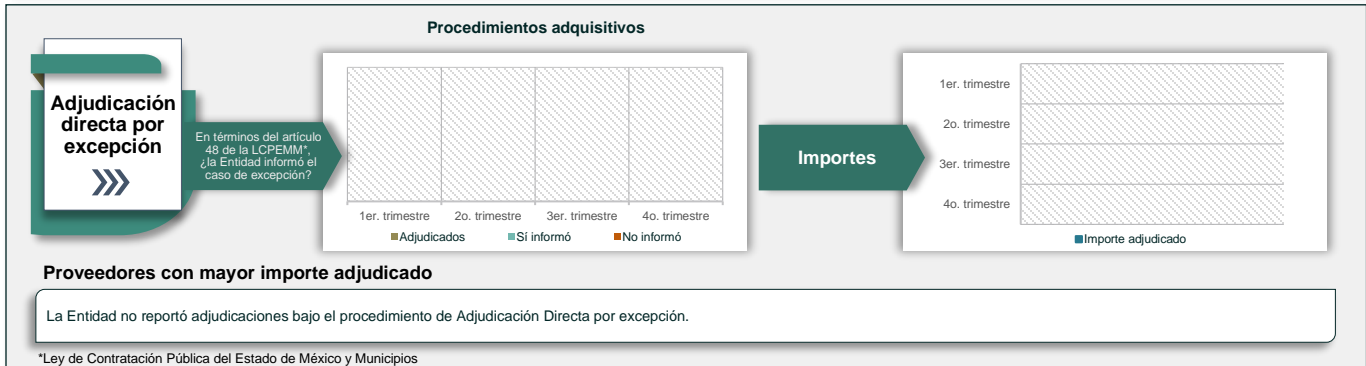 Procedimientos adquisitivos
Adjudicación
directa por
excepción
En términos del artículo
48 de la LCPEMM*,
¿la Entidad informó el
caso de excepción?
1er. trimestre 2o. trimestre 3er. trimestre 4o. trimestre
Adjudicados Sí informó No informó
Importes
1er. trimestre
2o. trimestre
3er. trimestre
4o. trimestre
Importe adjudicado
Proveedores con mayor importe adjudicado
La Entidad no reportó adjudicaciones bajo el procedimiento de Adjudicación Directa por excepción.
*Ley de Contratación Pública del Estado de México y Municipios